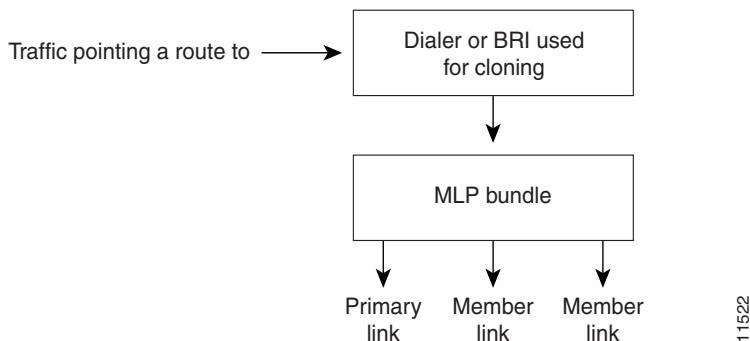 Traffic pointing a route to
Dialer or BRI used
for cloning
MLP bundle
Primary
link
Member
link
Member
link
11522